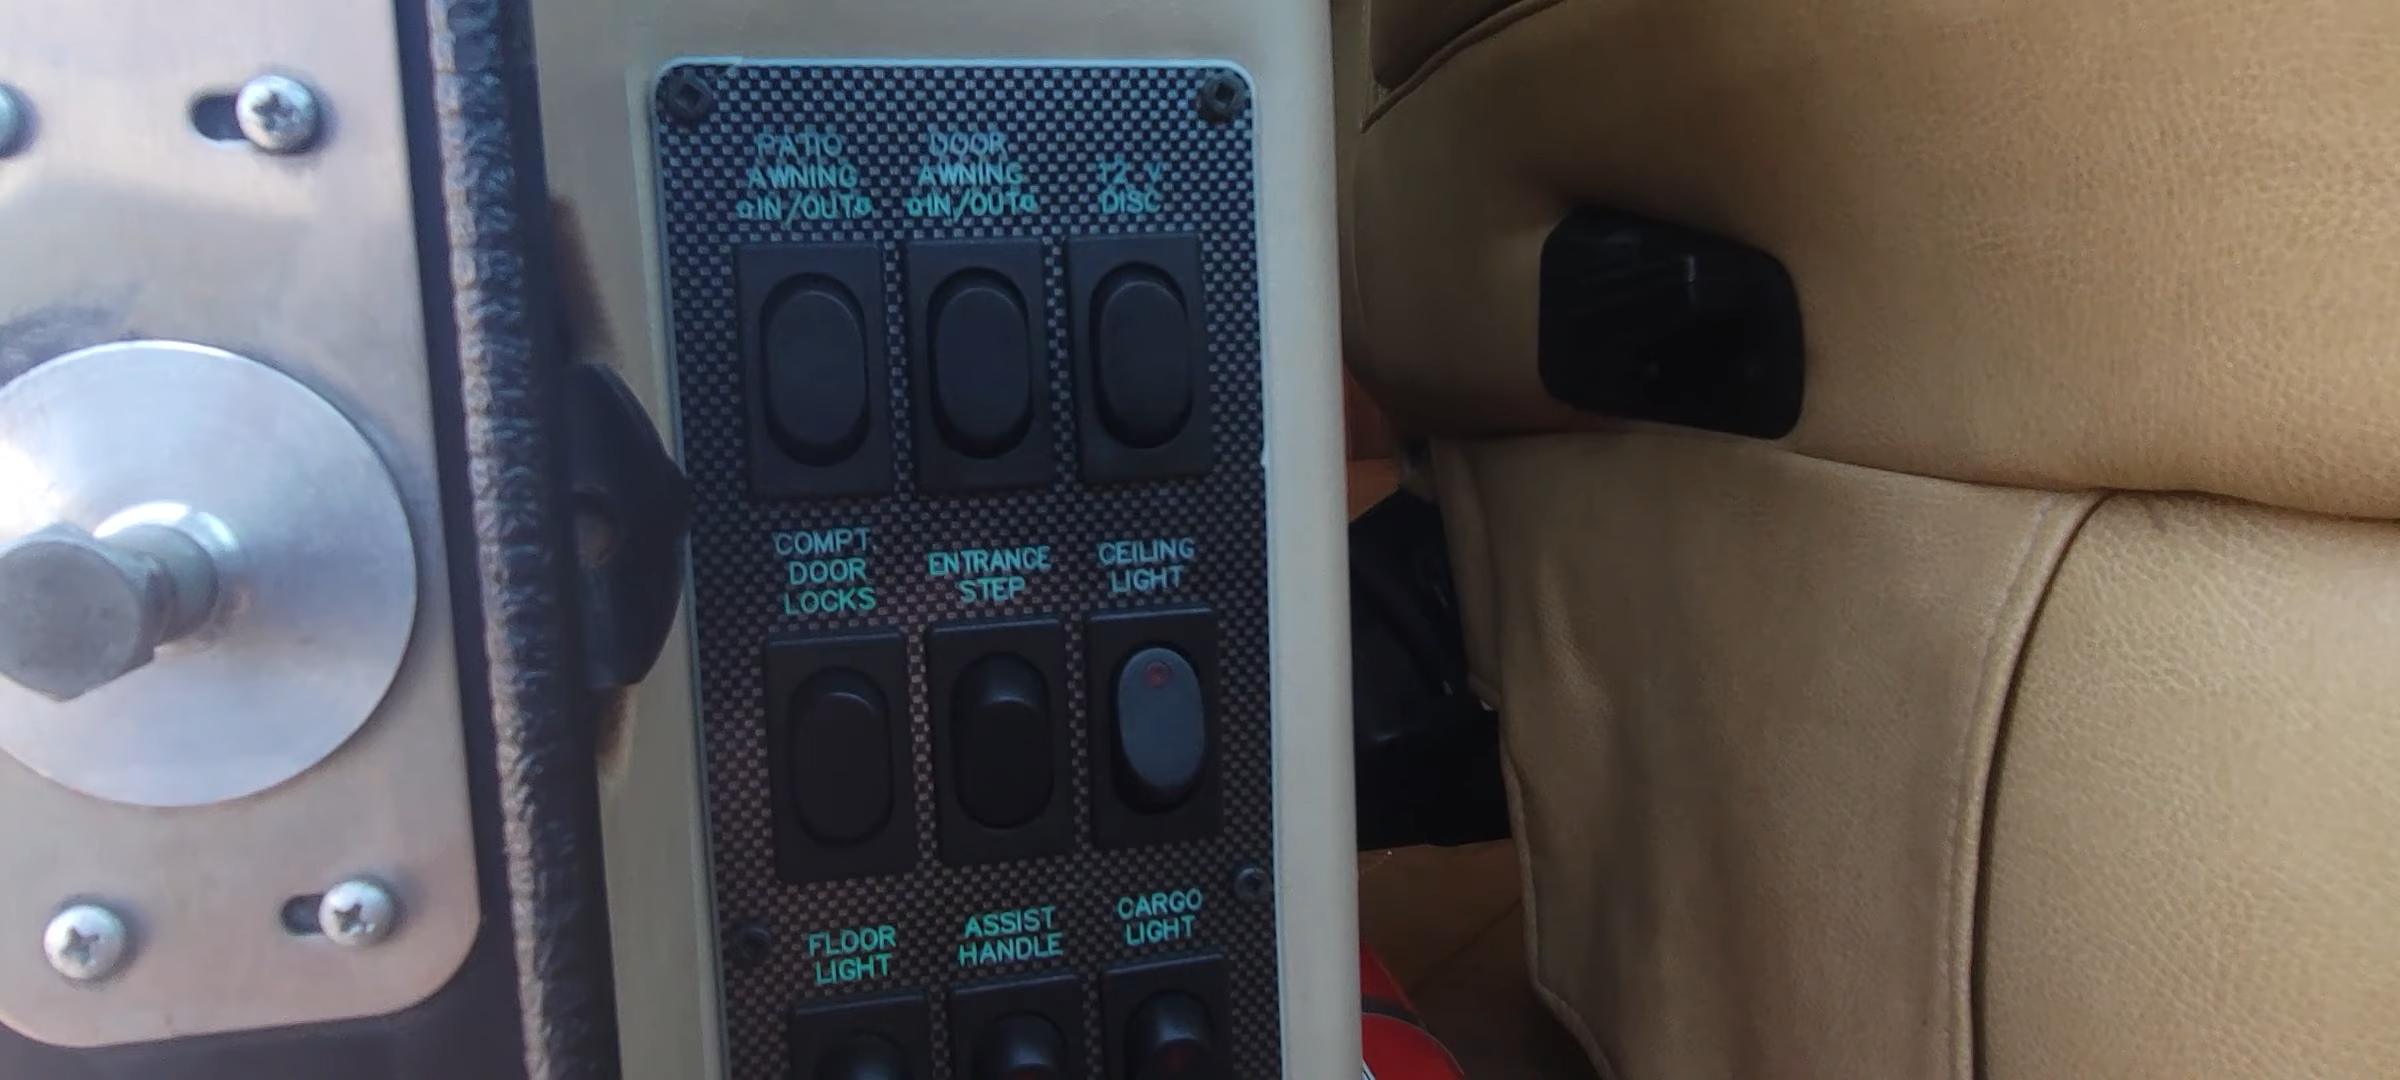 PATIO
AWNING
IN/OUT
DOOR
AWNING
IN/OUT
12 V
DISC
COMPT.
DOOR
LOCKS
ENTRANCE
STEP
CEILING
LIGHT
FLOOR
LIGHT
ASSIST
HANDLE
CARGO
LIGHT